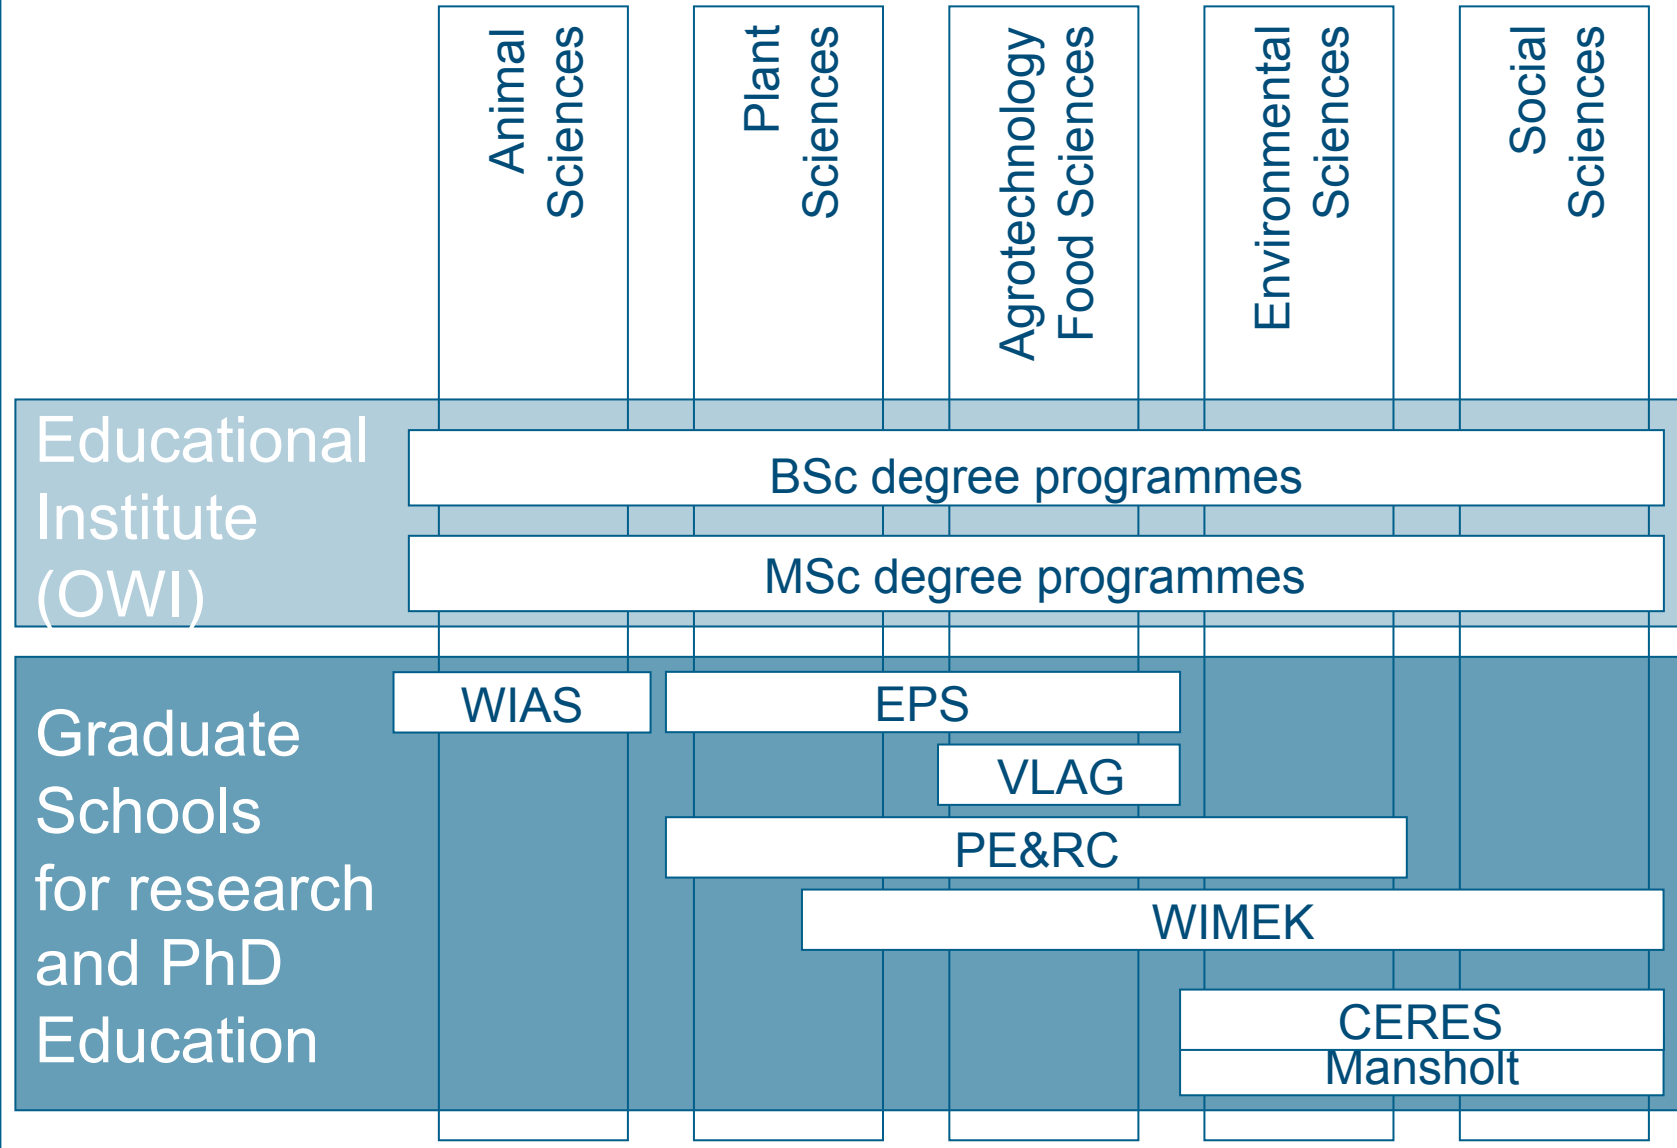 Animal
Sciences
Plant
Sciences
Agrotechnology
Food Sciences
Environmental
Sciences
Social
Sciences
Educational
Institute
(OWI)
BSc degree programmes
MSc degree programmes
Graduate
Schools
for research
and PhD
Education
WIAS
EPS
VLAG
PE&RC
WIMEK
CERES
Mansholt